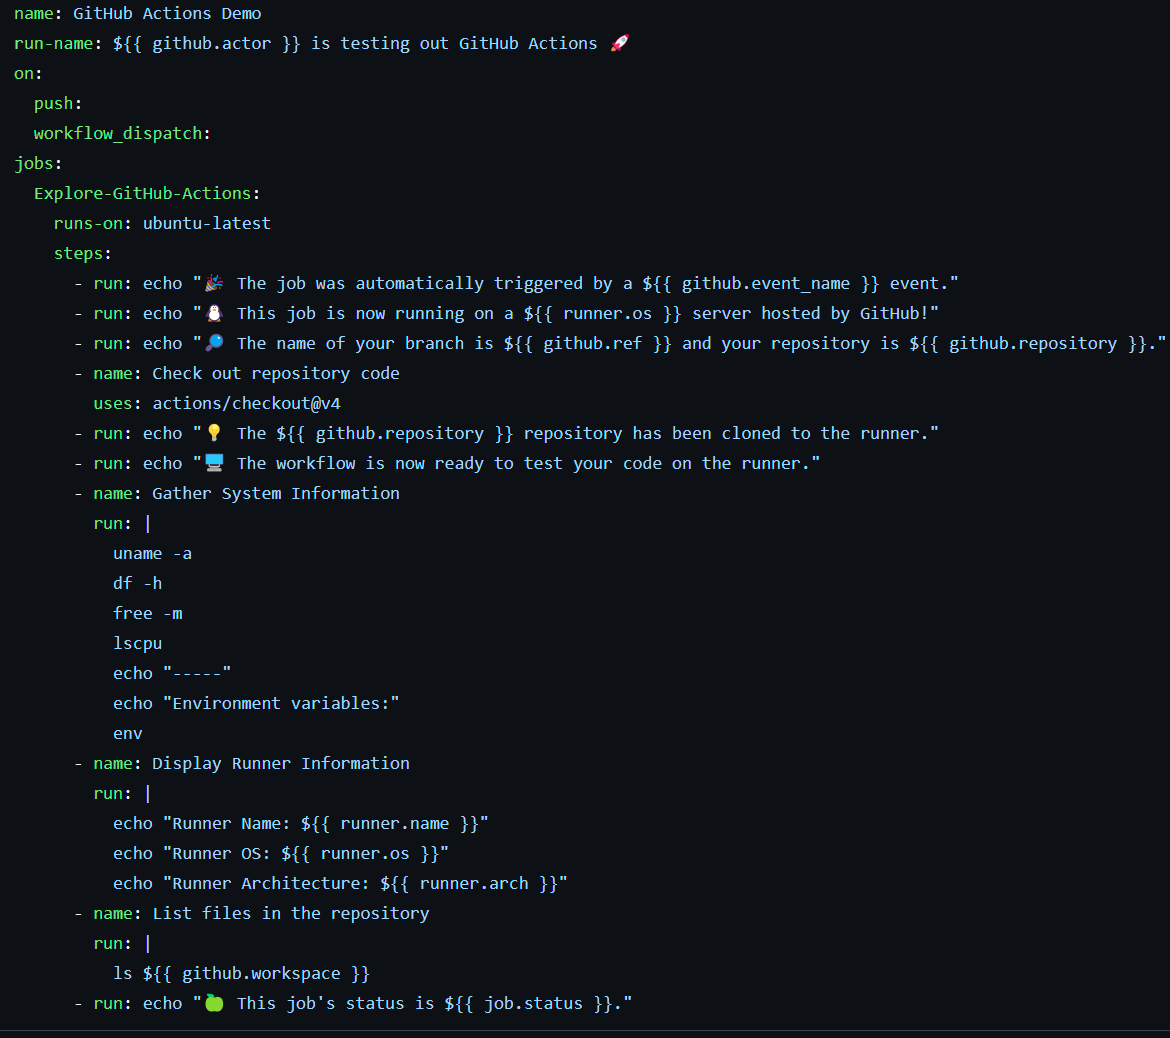 name: GitHub Actions Demo
run-name: ${{ github.actor }} is testing out GitHub Actions 🚀
on:
  push:
  workflow_dispatch:
jobs:
  Explore-GitHub-Actions:
    runs-on: ubuntu-latest
    steps:
      - run: echo "🎉 The job was automatically triggered by a ${{ github.event_name }} event."
      - run: echo "🐧 This job is now running on a ${{ runner.os }} server hosted by GitHub!"
      - run: echo "🔎 The name of your branch is ${{ github.ref }} and your repository is ${{ github.repository }}."
      - name: Check out repository code
        uses: actions/checkout@v4
      - run: echo "💡 The ${{ github.repository }} repository has been cloned to the runner."
      - run: echo "🖥️ The workflow is now ready to test your code on the runner."
      - name: Gather System Information
        run: |
          uname -a
          df -h
          free -m
          lscpu
          echo "-----"
          echo "Environment variables:"
          env
      - name: Display Runner Information
        run: |
          echo "Runner Name: ${{ runner.name }}"
          echo "Runner OS: ${{ runner.os }}"
          echo "Runner Architecture: ${{ runner.arch }}"
      - name: List files in the repository
        run: |
          ls ${{ github.workspace }}
      - run: echo "🍏 This job's status is ${{ job.status }}."